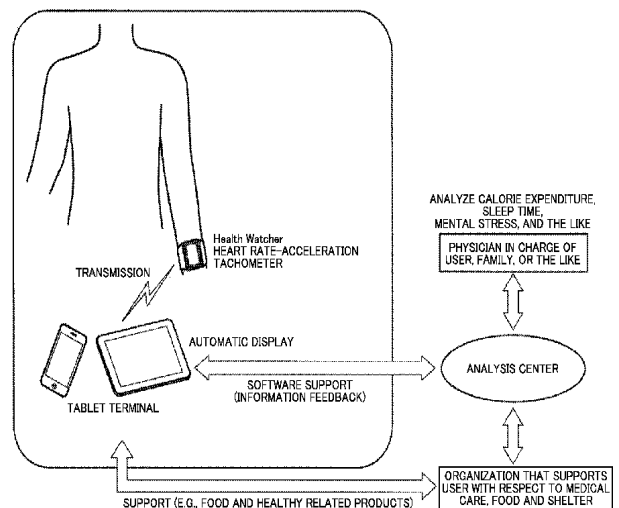 Health Watcher
HEART RATE-ACCELERATION
TACHOMETER
TRANSMISSION
AUTOMATIC DISPLAY
TABLET TERMINAL
SOFTWARE SUPPORT
(INFORMATION FEEDBACK)
ANALYZE CALORIE EXPENDITURE,
SLEEP TIME,
MENTAL STRESS, AND THE LIKE
PHYSICIAN IN CHARGE OF
USER, FAMILY, OR THE LIKE
ANALYSIS CENTER
ORGANIZATION THAT SUPPORTS
USER WITH RESPECT TO MEDICAL
CARE, FOOD AND SHELTER
SUPPORT (E.G., FOOD AND HEALTHY RELATED PRODUCTS)